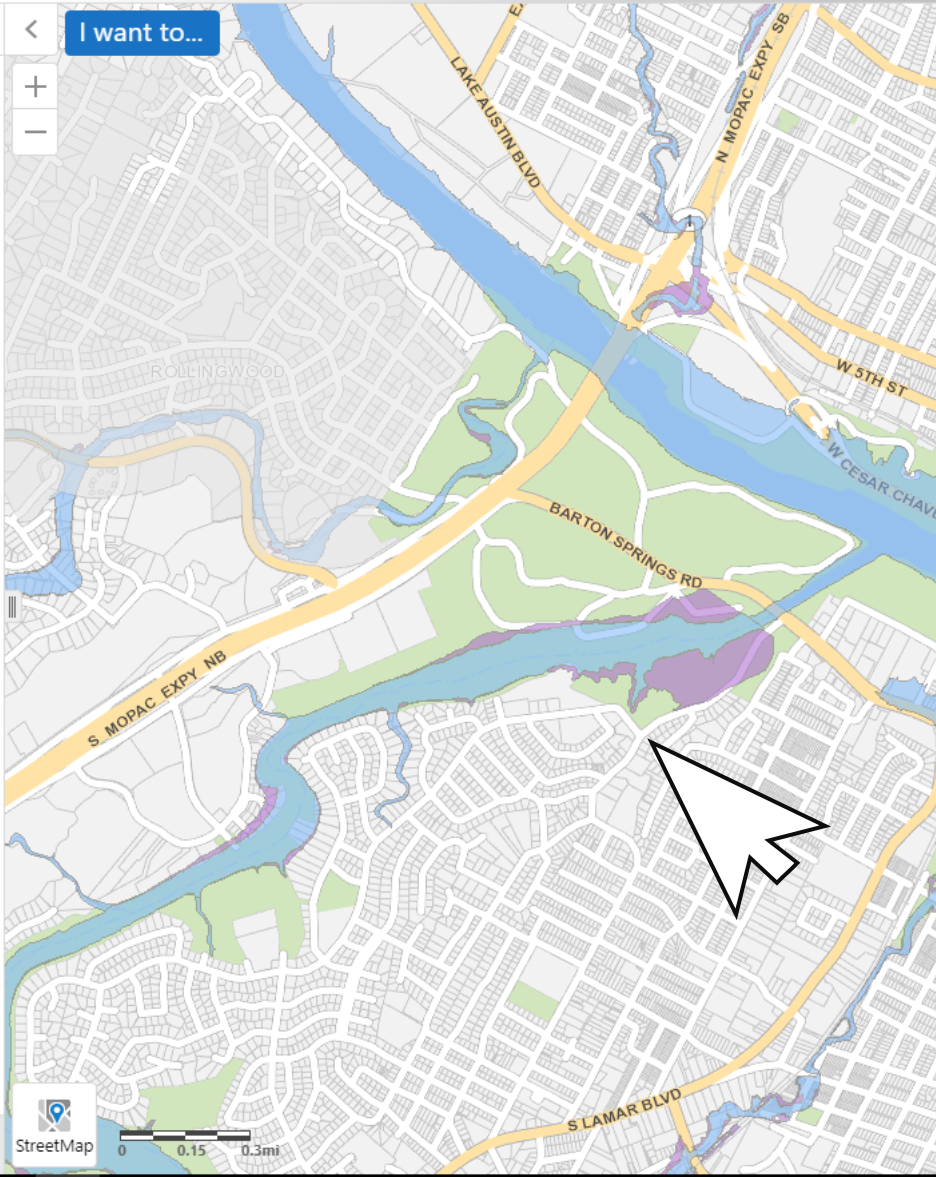 I want to...
LAKE AUSTIN BLVD
N MOPAC EXPY SB
ROLLINGWOOD
W 5TH ST
W CESAR CHAV
BARTON SPRINGS RD
S MOPAC EXPY NB
S LAMAR BLVD
StreetMap
0 0.15 0.3mi